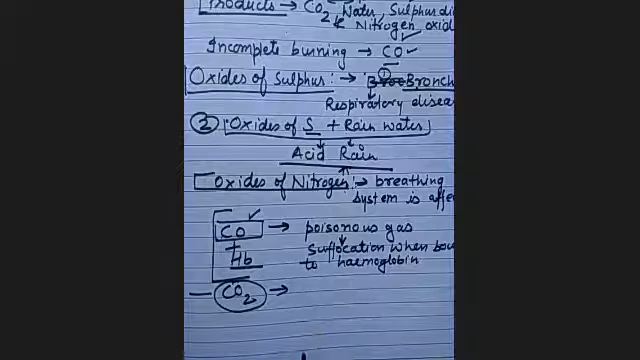 Products → CO2, Water, Sulphur di
& Nitrogen oxid
Incomplete burning → CO
Oxides of Sulphur:→ ① Bronch
Respiratory disea
② Oxides of S + Rain water
Acid Rain
Oxides of Nitrogen:→ breathing
system is affe
CO → poisonous gas
+ suffocation when bou
Hb to haemoglobin
CO2 →